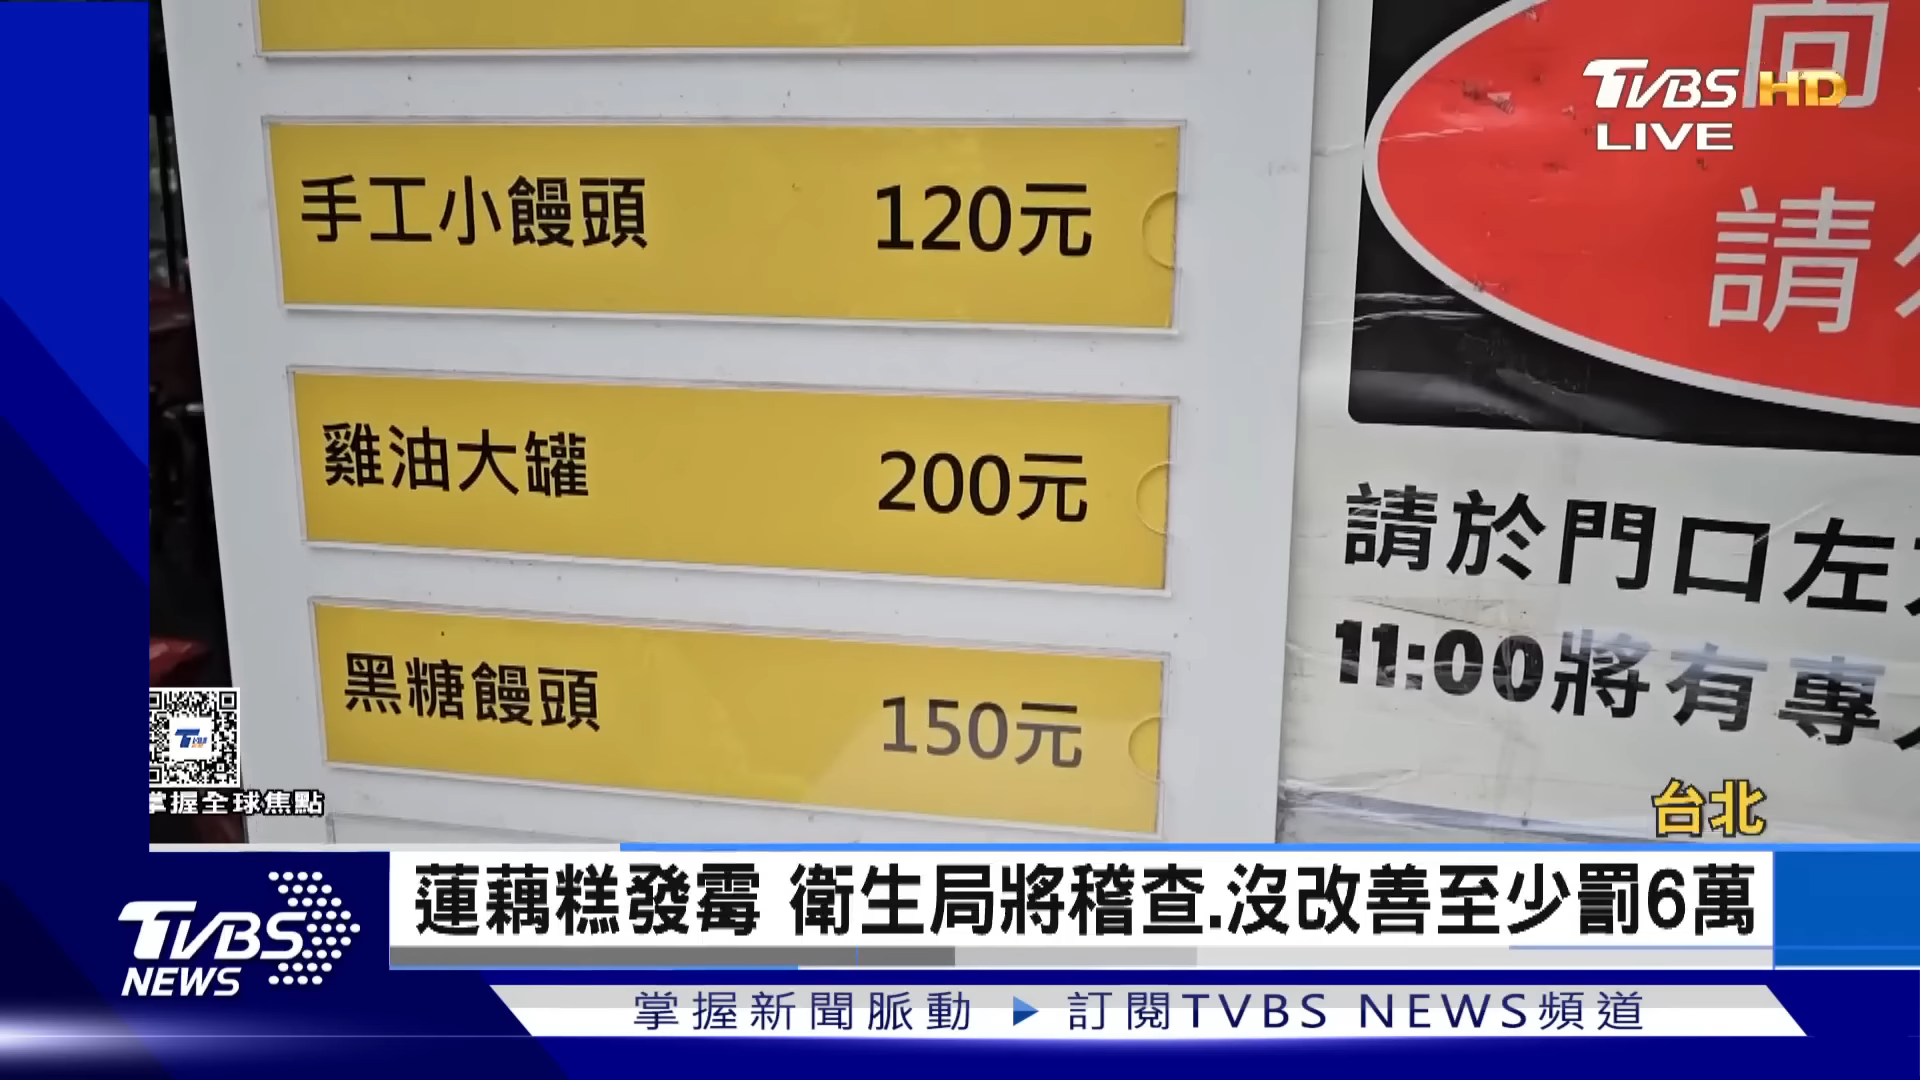 TVBS HD
LIVE
向
請
手工小饅頭 120元
雞油大罐 200元
黑糖饅頭 150元
請於門口左
11:00將有專
掌握全球焦點
台北
TVBS
NEWS
蓮藕糕發霉 衛生局將稽查.沒改善至少罰6萬
掌握新聞脈動 ▶ 訂閱TVBS NEWS頻道